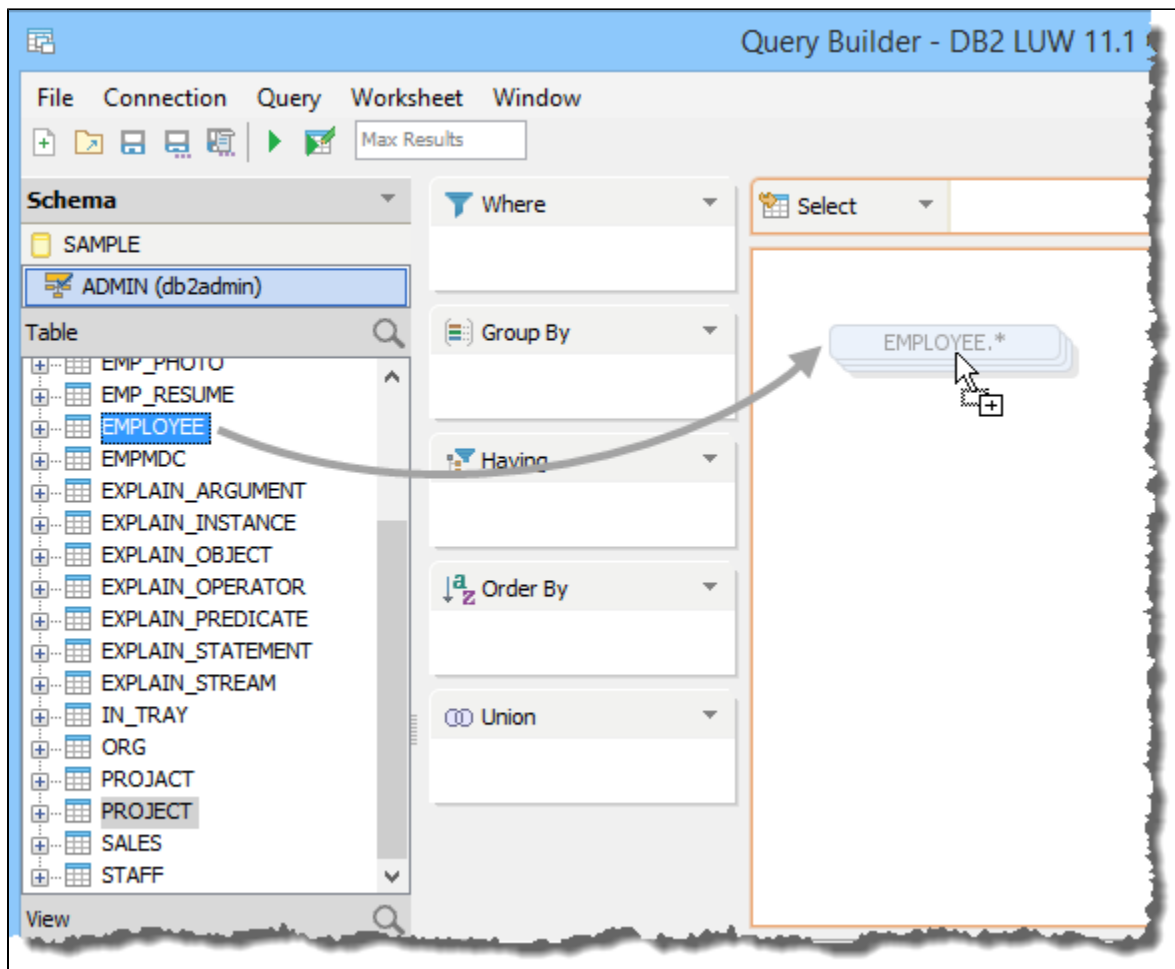 Query Builder - DB2 LUW 11.1
File Connection Query Worksheet Window
Max Results
Schema
SAMPLE
ADMIN (db2admin)
Table
EMP_PHOTO
EMP_RESUME
EMPLOYEE
EMPMDC
EXPLAIN_ARGUMENT
EXPLAIN_INSTANCE
EXPLAIN_OBJECT
EXPLAIN_OPERATOR
EXPLAIN_PREDICATE
EXPLAIN_STATEMENT
EXPLAIN_STREAM
IN_TRAY
ORG
PROJACT
PROJECT
SALES
STAFF
View
Where
Group By
Having
Order By
Union
Select
EMPLOYEE.*